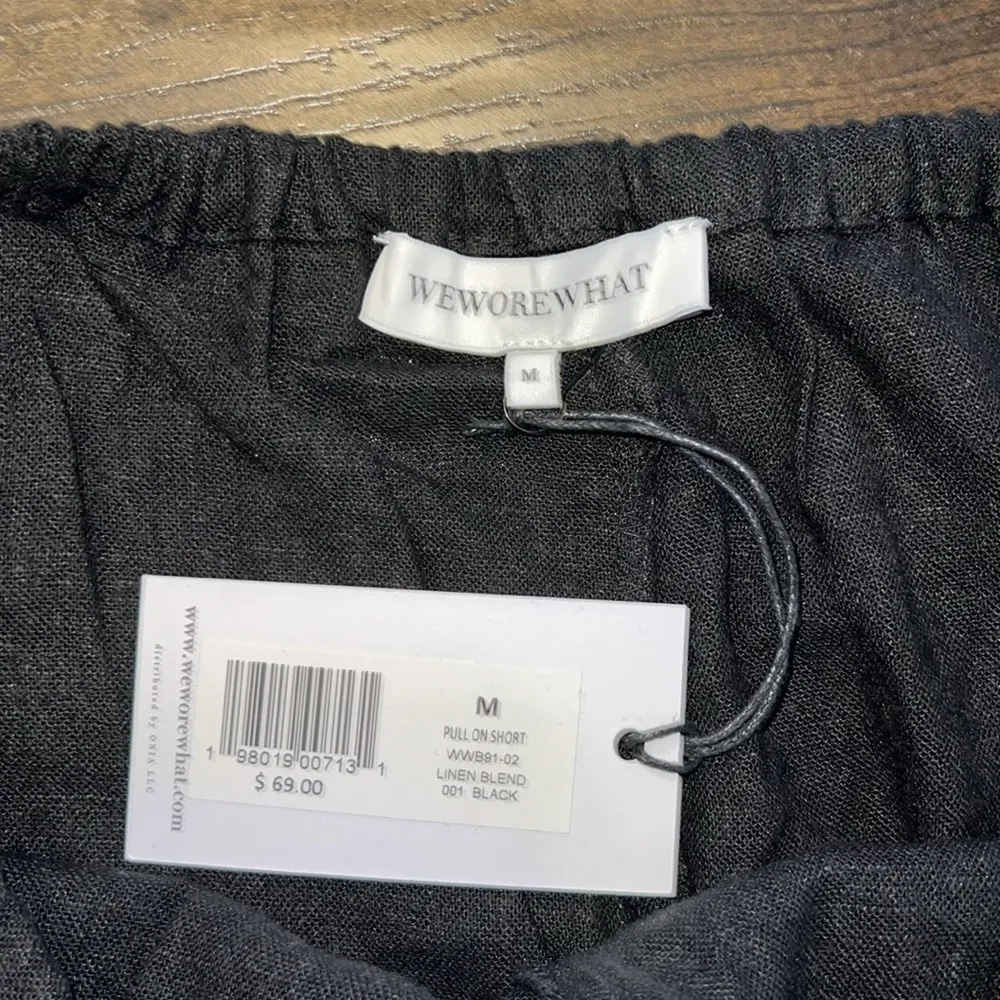 WEWOREWHAT
M
www.weworewhat.com
distributed by ONIA LLC
1 98019 00713 1
$ 69.00
M
PULL ON SHORT
WWB91-02
LINEN BLEND
001 BLACK